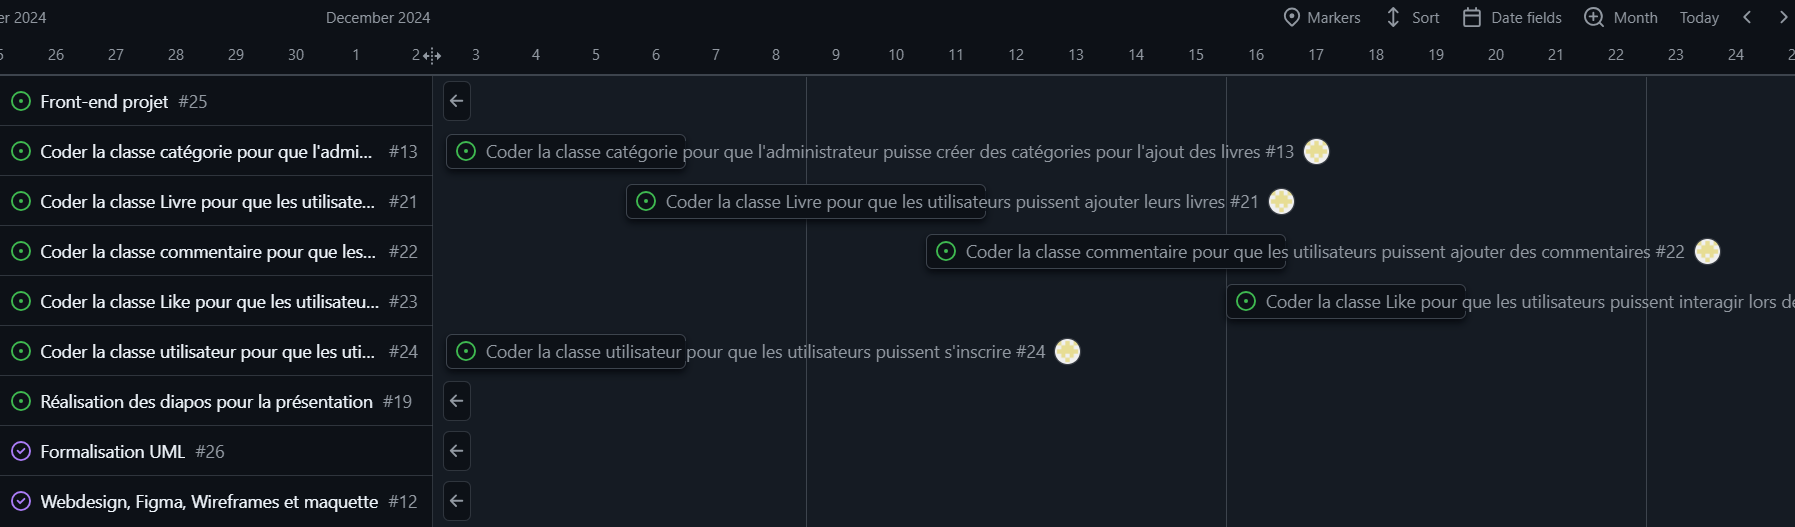 er 2024 December 2024 Markers Sort Date fields Month Today
26 27 28 29 30 1 2 3 4 5 6 7 8 9 10 11 12 13 14 15 16 17 18 19 20 21 22 23 24
Front-end projet #25
Coder la classe catégorie pour que l'admi... #13 Coder la classe catégorie pour que l'administrateur puisse créer des catégories pour l'ajout des livres #13
Coder la classe Livre pour que les utilisate... #21 Coder la classe Livre pour que les utilisateurs puissent ajouter leurs livres #21
Coder la classe commentaire pour que les... #22 Coder la classe commentaire pour que les utilisateurs puissent ajouter des commentaires #22
Coder la classe Like pour que les utilisateu... #23 Coder la classe Like pour que les utilisateurs puissent interagir lors de
Coder la classe utilisateur pour que les uti... #24 Coder la classe utilisateur pour que les utilisateurs puissent s'inscrire #24
Réalisation des diapos pour la présentation #19
Formalisation UML #26
Webdesign, Figma, Wireframes et maquette #12